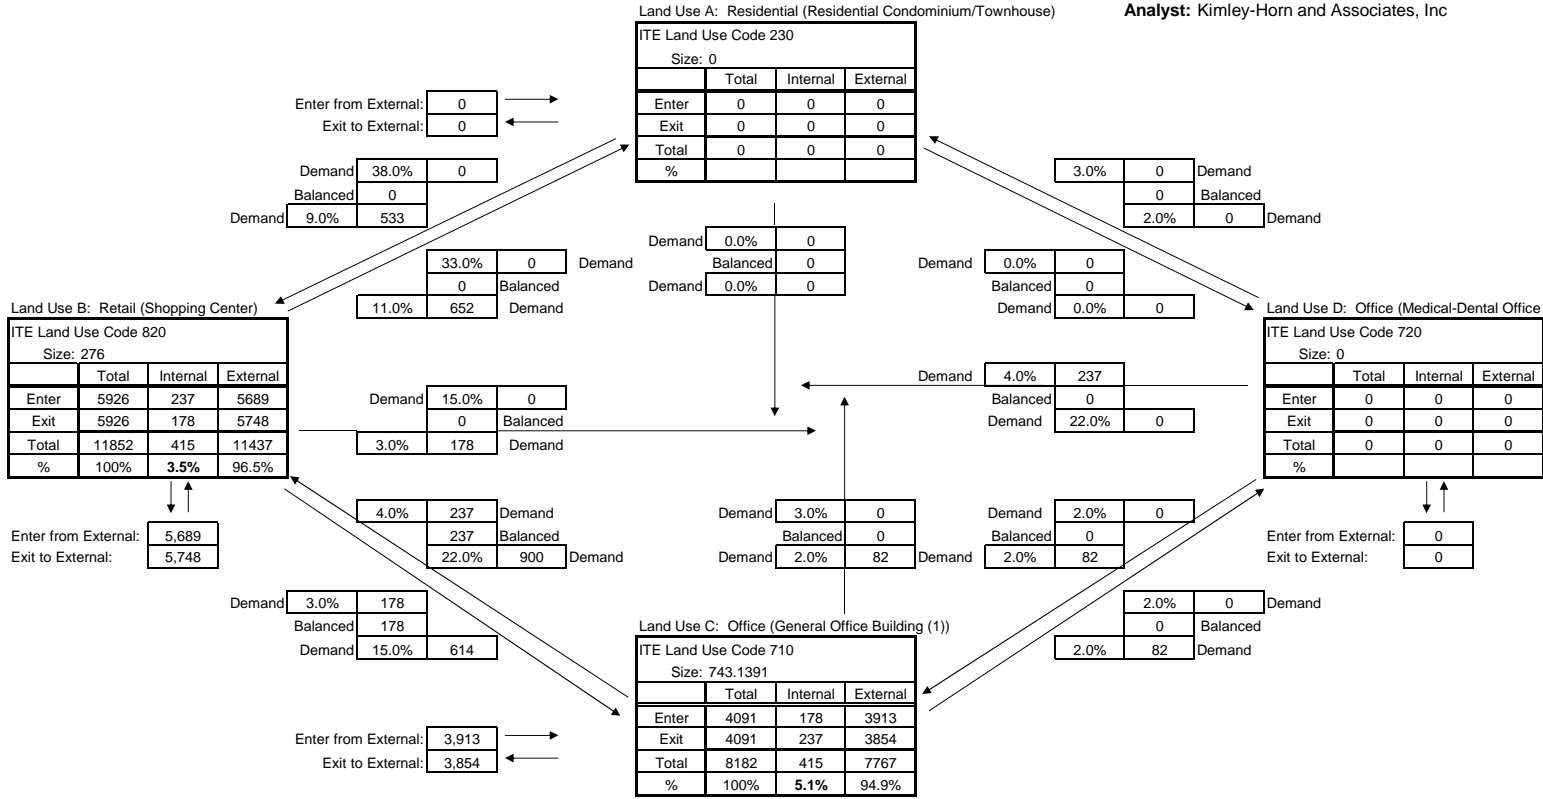 Land Use A: Residential (Residential Condominium/Townhouse)
Analyst: Kimley-Horn and Associates, Inc
ITE Land Use Code 230
Size: 0
Total Internal External
Enter 0 0 0
Exit 0 0 0
Total 0 0 0
%
Enter from External: 0
Exit to External: 0
Demand 38.0% 0
Balanced 0
Demand 9.0% 533
3.0% 0 Demand
0 Balanced
2.0% 0 Demand
Demand 0.0% 0
Balanced 0
Demand 0.0% 0
33.0% 0 Demand
0 Balanced
11.0% 652 Demand
Demand 0.0% 0
Balanced 0
Demand 0.0% 0
Land Use B: Retail (Shopping Center)
ITE Land Use Code 820
Size: 276
Total Internal External
Enter 5926 237 5689
Exit 5926 178 5748
Total 11852 415 11437
% 100% 3.5% 96.5%
Enter from External: 5,689
Exit to External: 5,748
Land Use D: Office (Medical-Dental Office
ITE Land Use Code 720
Size: 0
Total Internal External
Enter 0 0 0
Exit 0 0 0
Total 0 0 0
%
Enter from External: 0
Exit to External: 0
Demand 15.0% 0
0 Balanced
3.0% 178 Demand
Demand 4.0% 237
Balanced 0
Demand 22.0% 0
4.0% 237 Demand
237 Balanced
22.0% 900 Demand
Demand 3.0% 0
Balanced 0
Demand 2.0% 82
Demand 2.0% 0
Balanced 0
Demand 2.0% 82
Demand 3.0% 178
Balanced 178
Demand 15.0% 614
2.0% 0 Demand
0 Balanced
2.0% 82 Demand
Land Use C: Office (General Office Building (1))
ITE Land Use Code 710
Size: 743.1391
Total Internal External
Enter 4091 178 3913
Exit 4091 237 3854
Total 8182 415 7767
% 100% 5.1% 94.9%
Enter from External: 3,913
Exit to External: 3,854